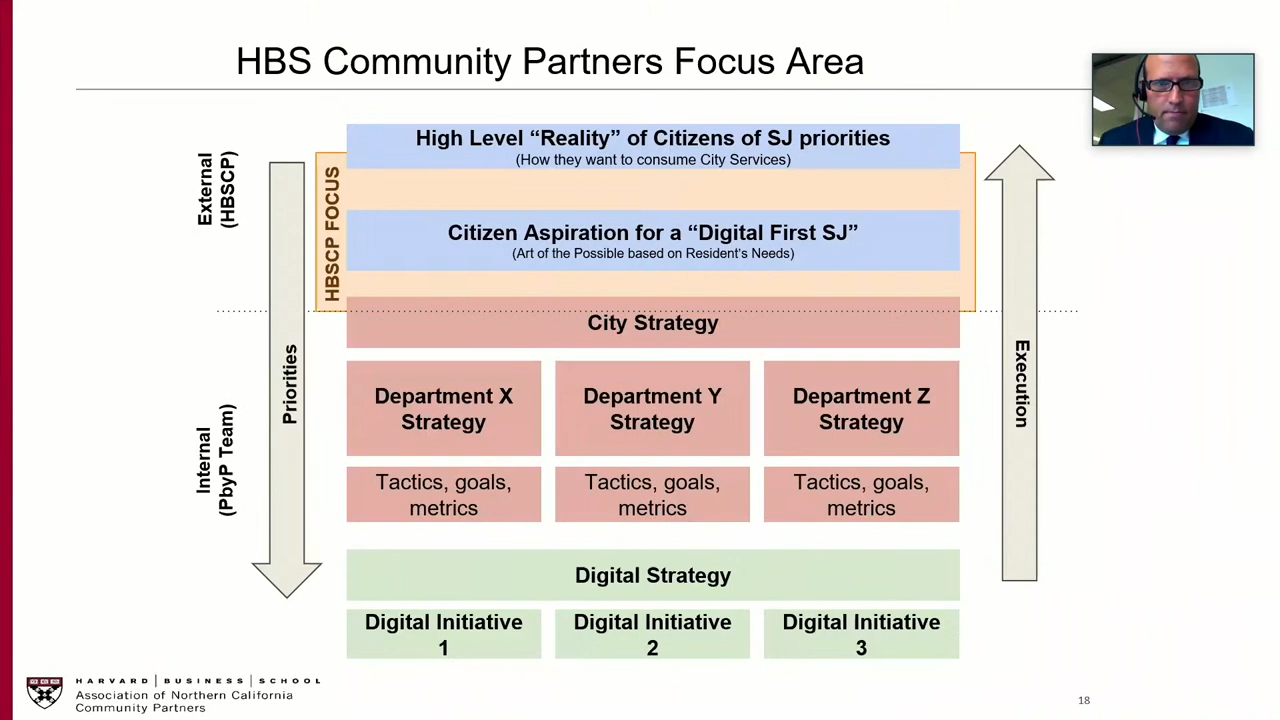 HBS Community Partners Focus Area
High Level “Reality” of Citizens of SJ priorities
(How they want to consume City Services)
External
(HBSCP)
HBSCP FOCUS
Citizen Aspiration for a “Digital First SJ”
(Art of the Possible based on Resident's Needs)
City Strategy
Priorities
Execution
Department X
Strategy
Department Y
Strategy
Department Z
Strategy
Internal
(PbyP Team)
Tactics, goals,
metrics
Tactics, goals,
metrics
Tactics, goals,
metrics
Digital Strategy
Digital Initiative
1
Digital Initiative
2
Digital Initiative
3
HARVARD | BUSINESS | SCHOOL
Association of Northern California
Community Partners
18